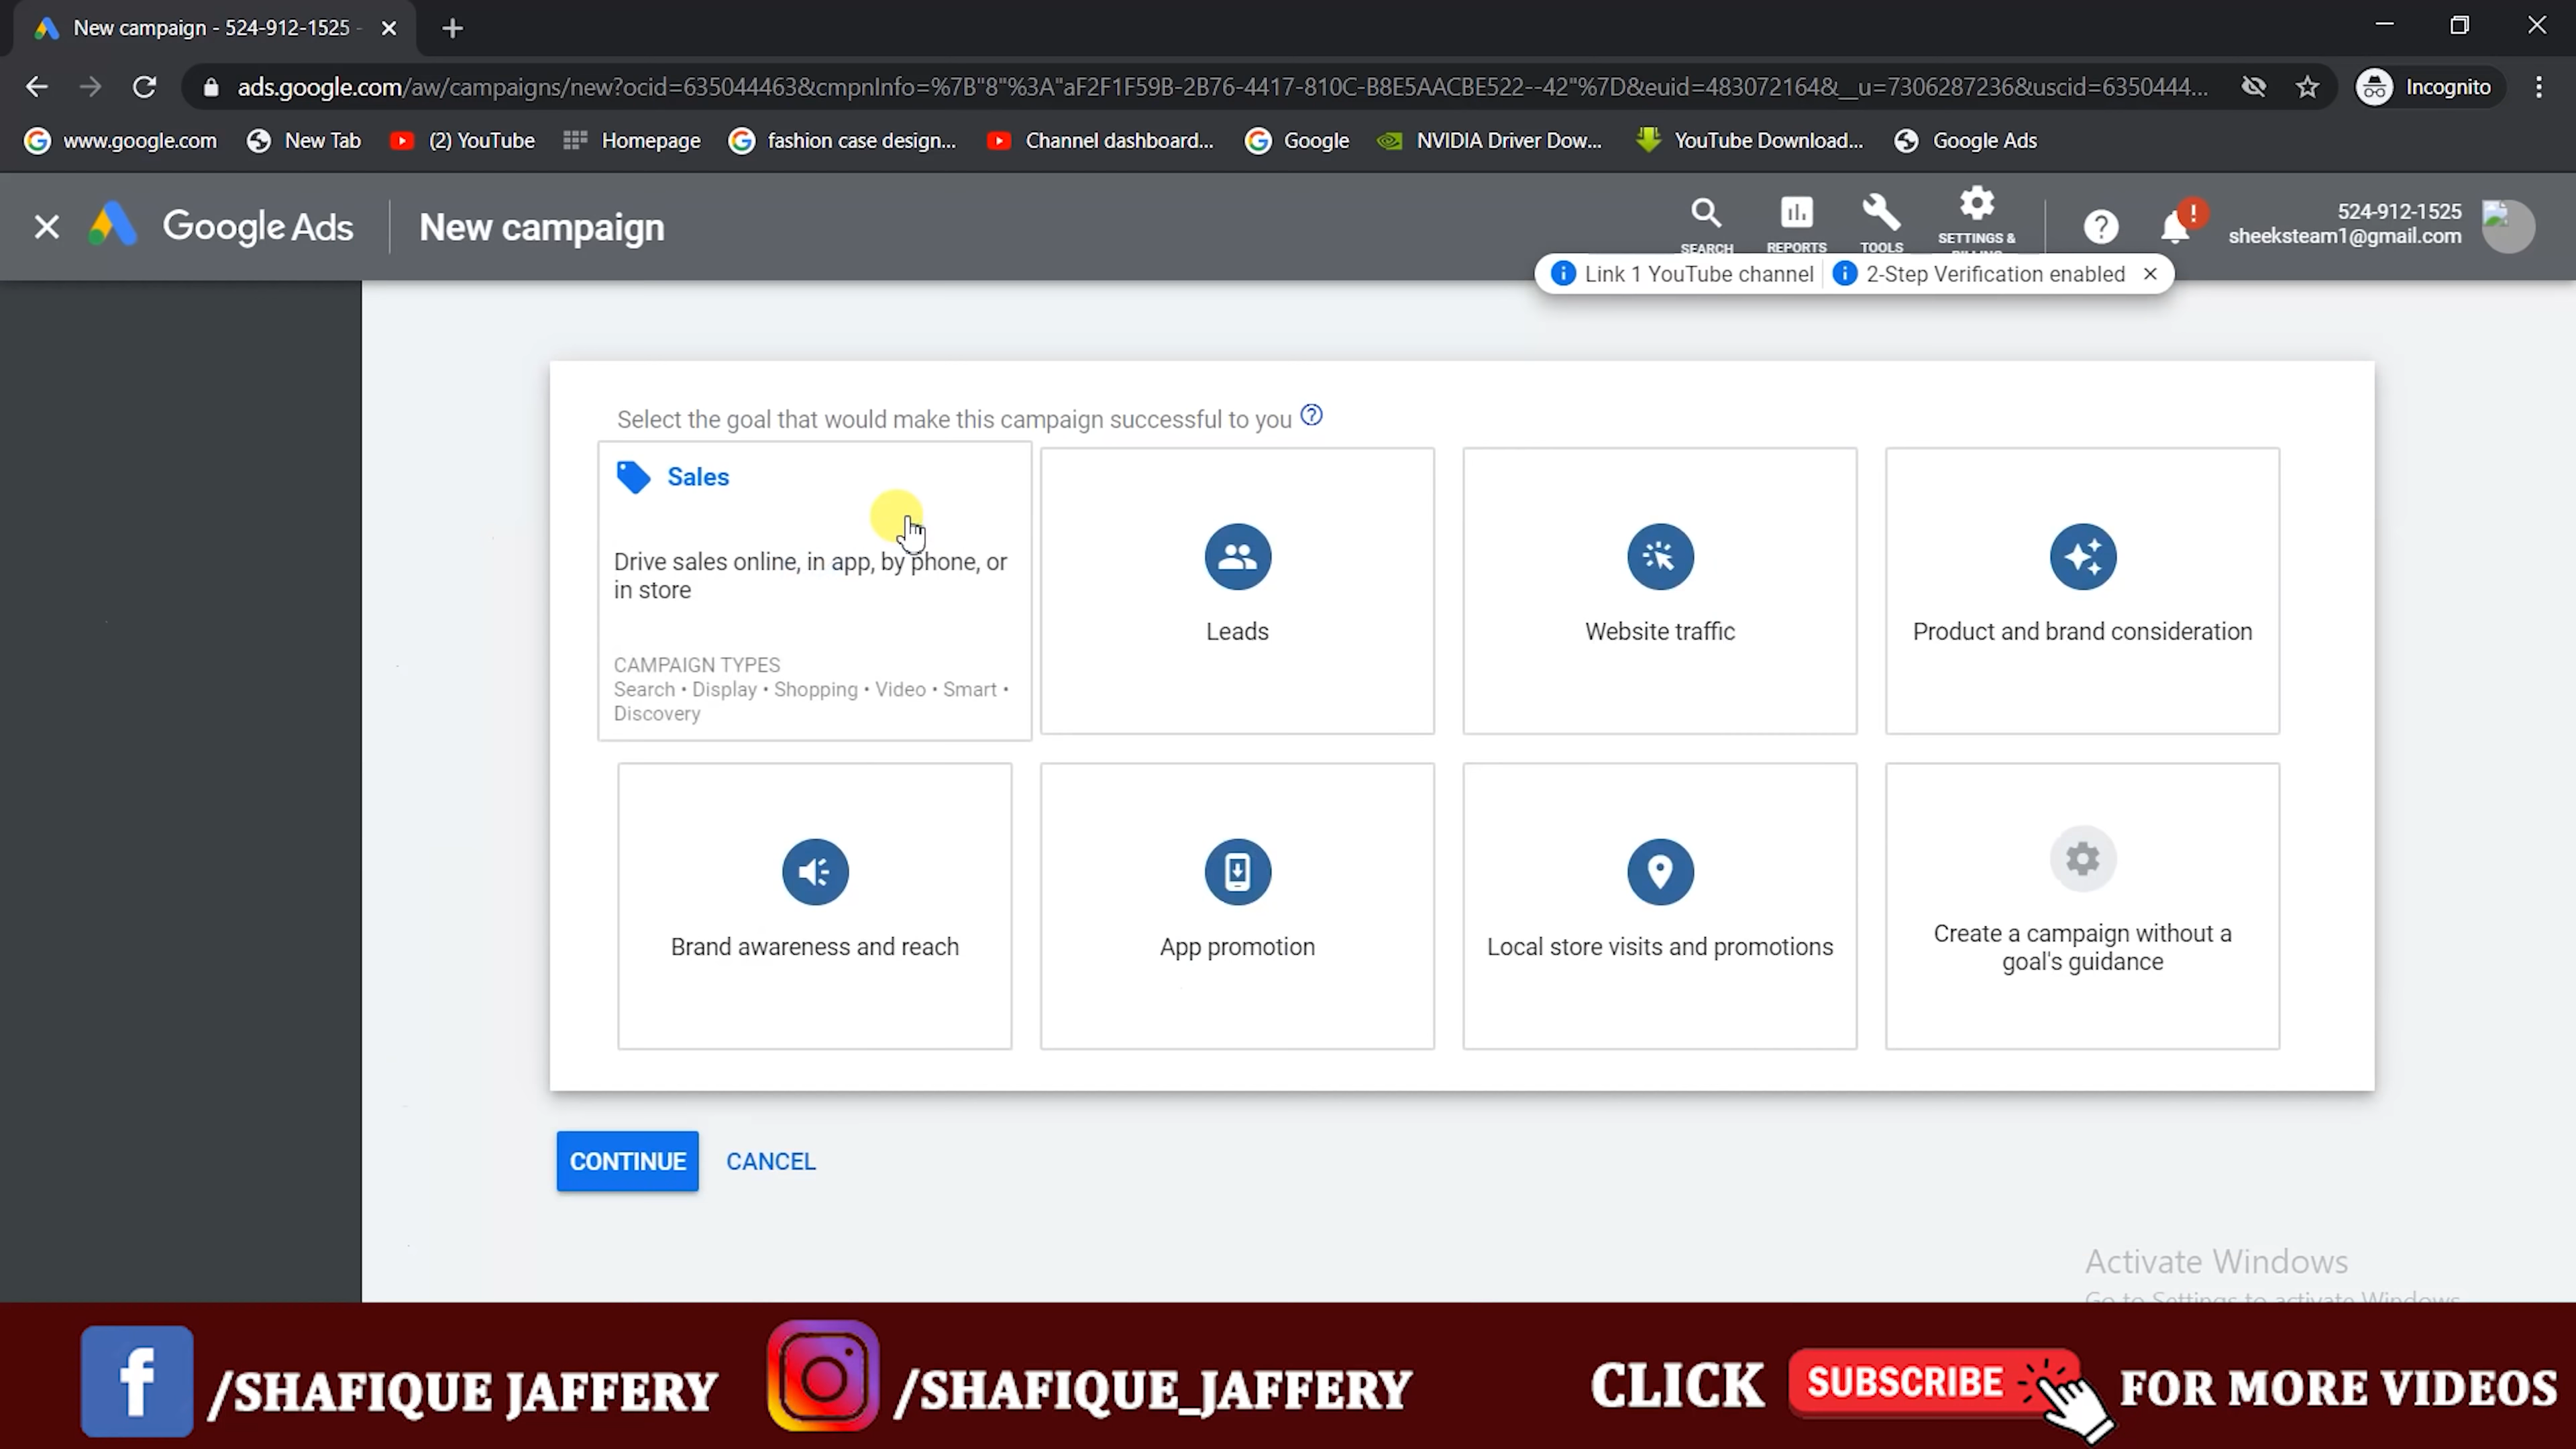 New campaign - 524-912-1525 -
ads.google.com/aw/campaigns/new?ocid=635044463&cmpnInfo=%7B"8"%3A"aF2F1F59B-2B76-4417-810C-B8E5AACBE522--42"%7D&euid=483072164&__u=7306287236&uscid=6350444...
Incognito
www.google.com
New Tab
(2) YouTube
Homepage
fashion case design...
Channel dashboard...
Google
NVIDIA Driver Dow...
YouTube Download...
Google Ads
Google Ads
New campaign
SEARCH
REPORTS
TOOLS
SETTINGS &
524-912-1525
sheeksteam1@gmail.com
Link 1 YouTube channel
2-Step Verification enabled
Select the goal that would make this campaign successful to you
Sales
Drive sales online, in app, by phone, or
in store
CAMPAIGN TYPES
Search • Display • Shopping • Video • Smart •
Discovery
Leads
Website traffic
Product and brand consideration
Brand awareness and reach
App promotion
Local store visits and promotions
Create a campaign without a
goal's guidance
CONTINUE
CANCEL
Activate Windows
Go to Settings to activate Windows
/SHAFIQUE JAFFERY
/SHAFIQUE_JAFFERY
CLICK
SUBSCRIBE
FOR MORE VIDEOS